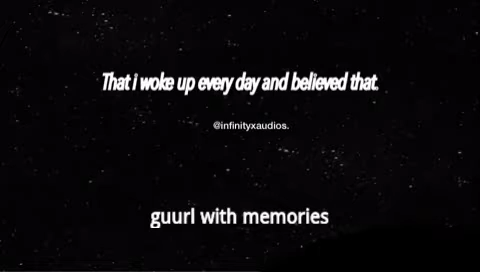 That i woke up every day and believed that.
@infinityxaudios.
guurl with memories